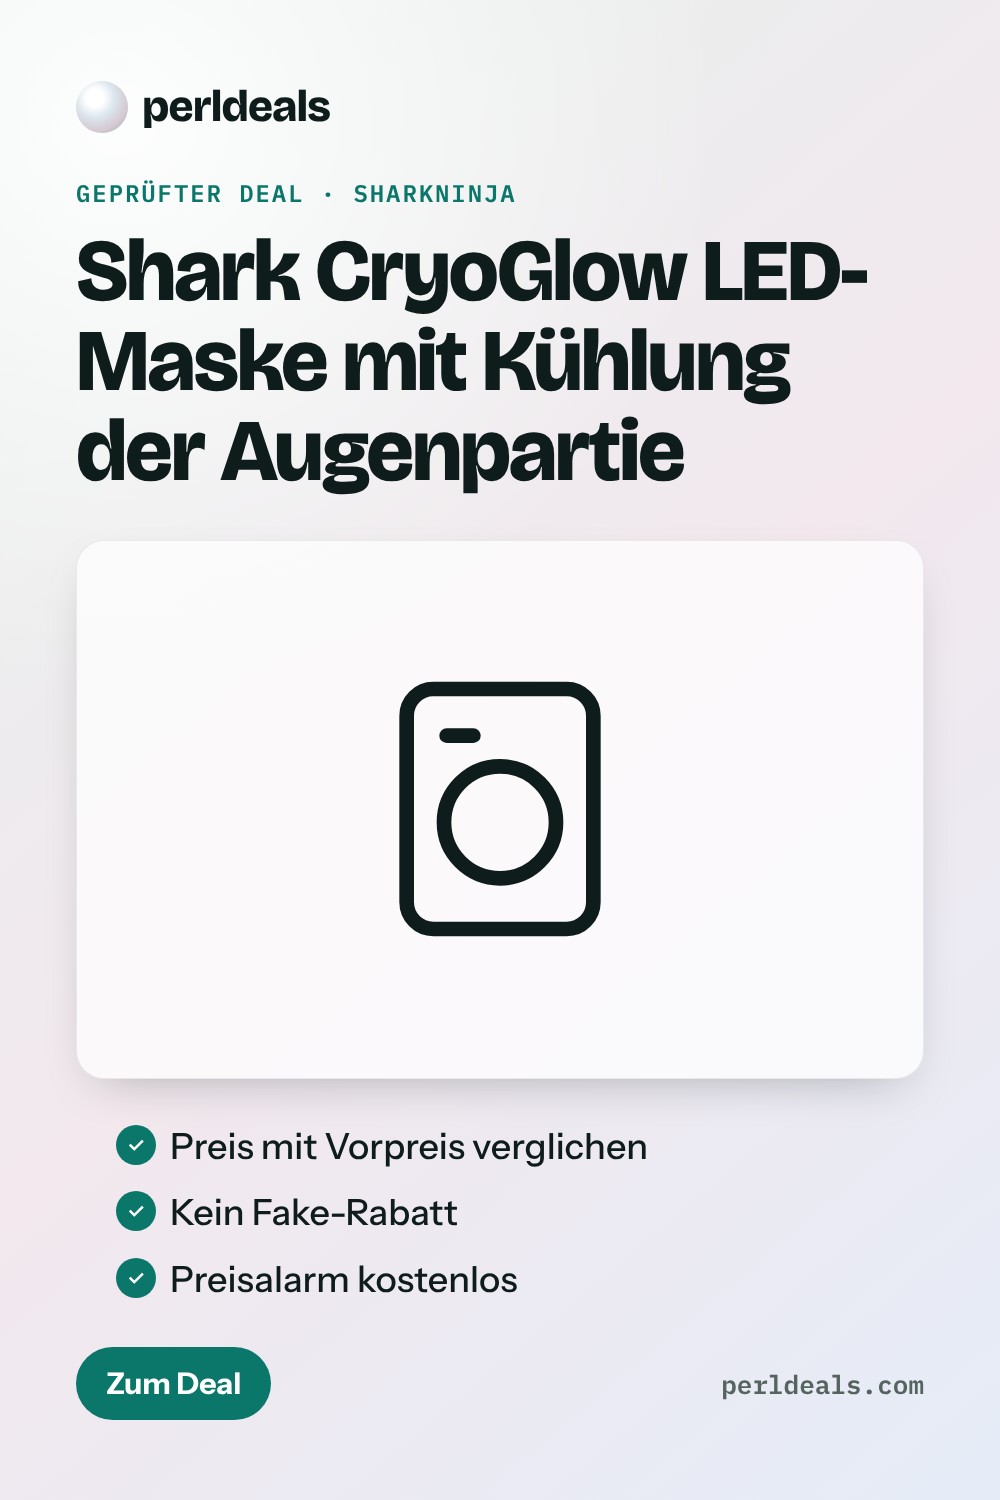 perldeals
GEPRÜFTER DEAL · SHARKNINJA
Shark CryoGlow LED-
Maske mit Kühlung
der Augenpartie
Preis mit Vorpreis verglichen
Kein Fake-Rabatt
Preisalarm kostenlos
Zum Deal
perldeals.com